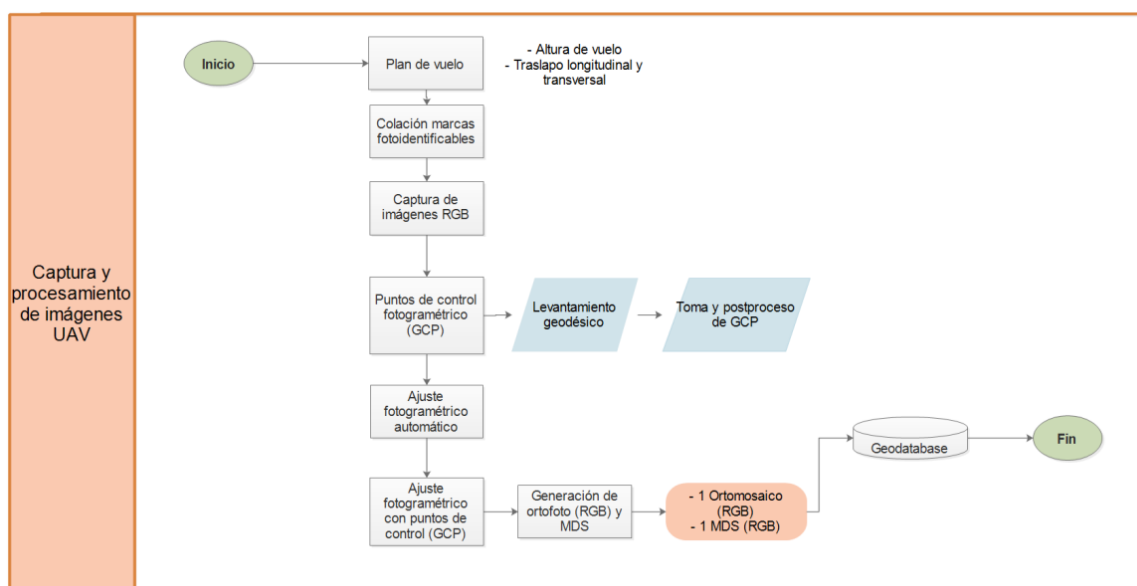 Captura y
procesamiento
de imágenes
UAV
Inicio
Plan de vuelo
- Altura de vuelo
- Traslapo longitudinal y
transversal
Colación marcas
fotoidentificables
Captura de
imágenes RGB
Puntos de control
fotogramétrico
(GCP)
Levantamiento
geodésico
Toma y postproceso
de GCP
Ajuste
fotogramétrico
automático
Ajuste
fotogramétrico
con puntos de
control (GCP)
Generación de
ortofoto (RGB) y
MDS
- 1 Ortomosaico
(RGB)
- 1 MDS (RGB)
Geodatabase
Fin